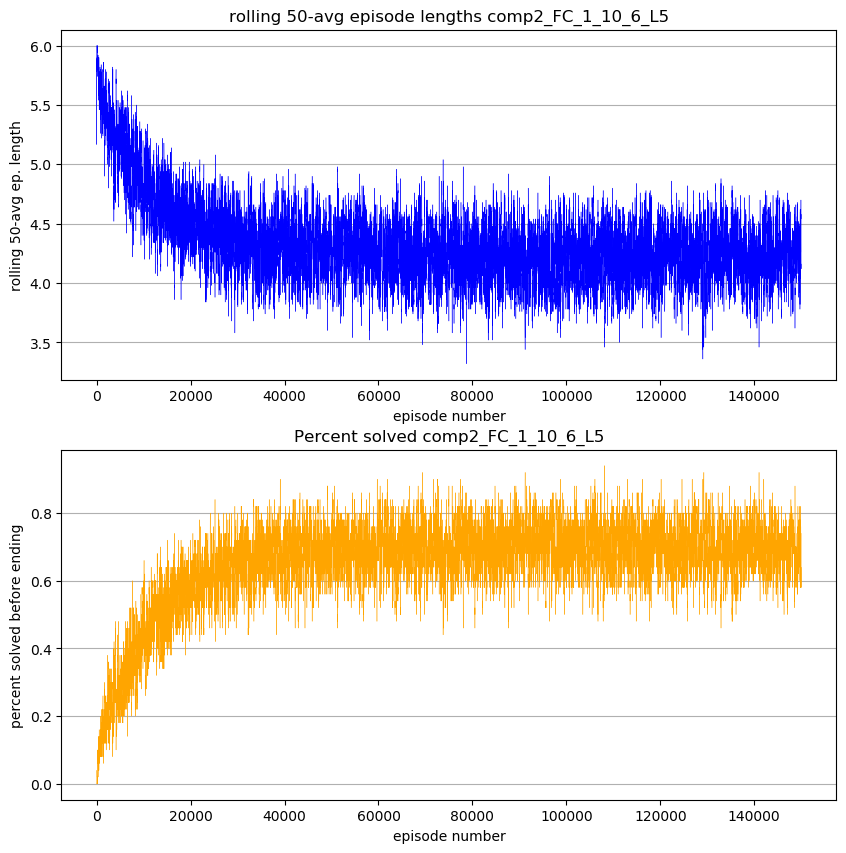 rolling 50-avg episode lengths comp2_FC_1_10_6_L5
rolling 50-avg ep. length
6.0
5.5
5.0
4.5
4.0
3.5
0 20000 40000 60000 80000 100000 120000 140000
episode number
Percent solved comp2_FC_1_10_6_L5
percent solved before ending
0.8
0.6
0.4
0.2
0.0
0 20000 40000 60000 80000 100000 120000 140000
episode number